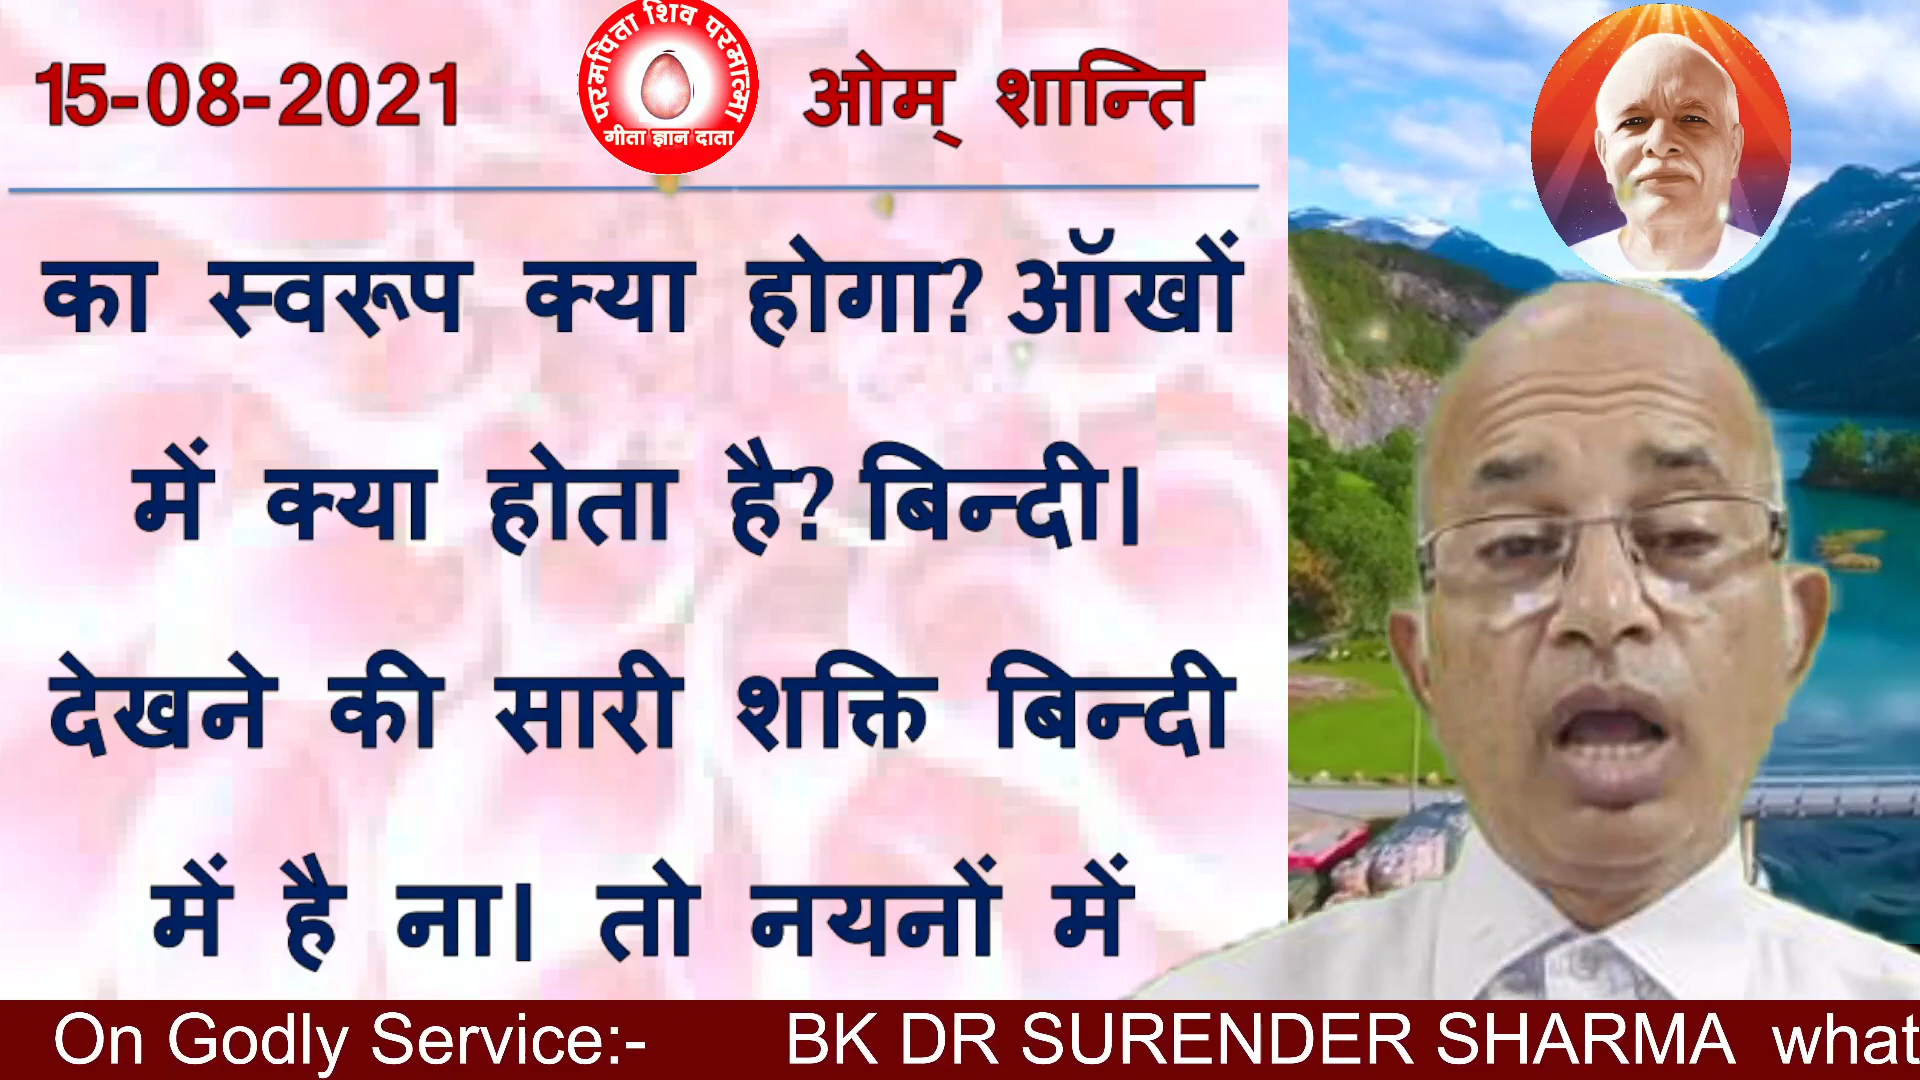 15-08-2021
परमपिता शिव परमात्मा
गीता ज्ञान दाता
ओम् शान्ति
का स्वरूप क्या होगा? ऑखों
में क्या होता है? बिन्दी।
देखने की सारी शक्ति बिन्दी
में है ना। तो नयनों में
On Godly Service:- BK DR SURENDER SHARMA what